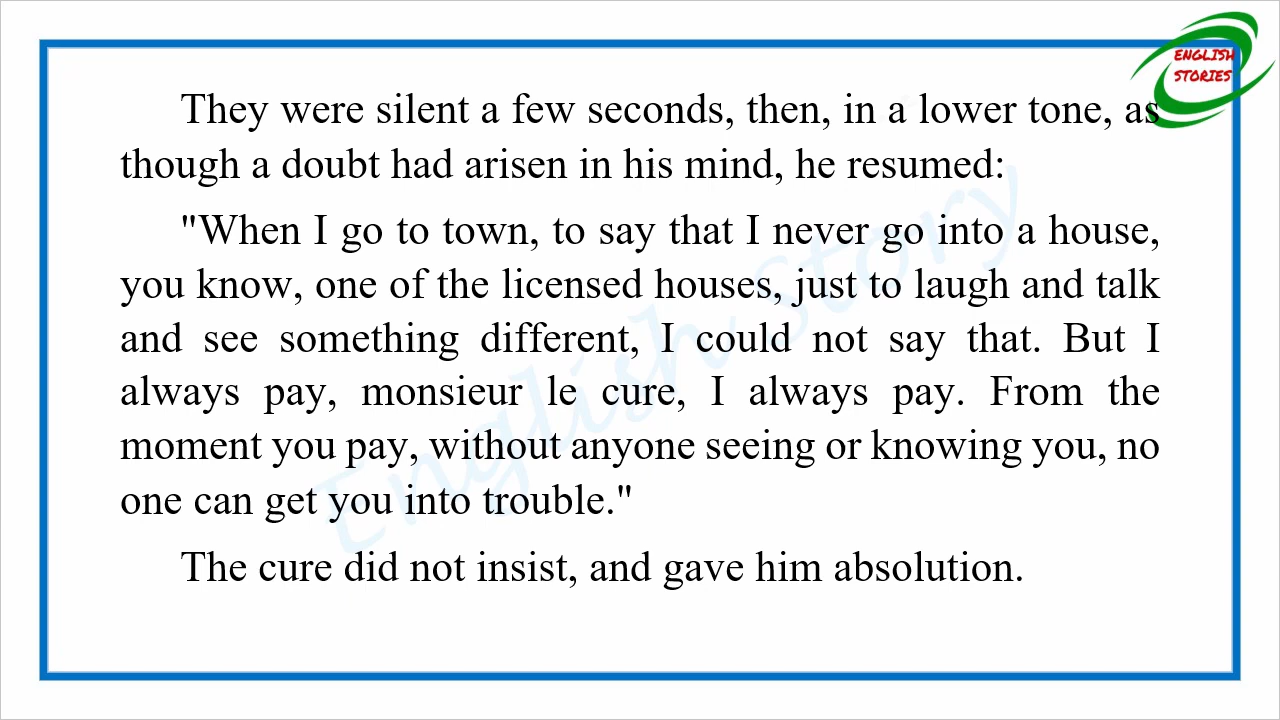 ENGLISH
STORIES
They were silent a few seconds, then, in a lower tone, as
though a doubt had arisen in his mind, he resumed:
"When I go to town, to say that I never go into a house,
you know, one of the licensed houses, just to laugh and talk
and see something different, I could not say that. But I
always pay, monsieur le cure, I always pay. From the
moment you pay, without anyone seeing or knowing you, no
one can get you into trouble."
The cure did not insist, and gave him absolution.
English Story